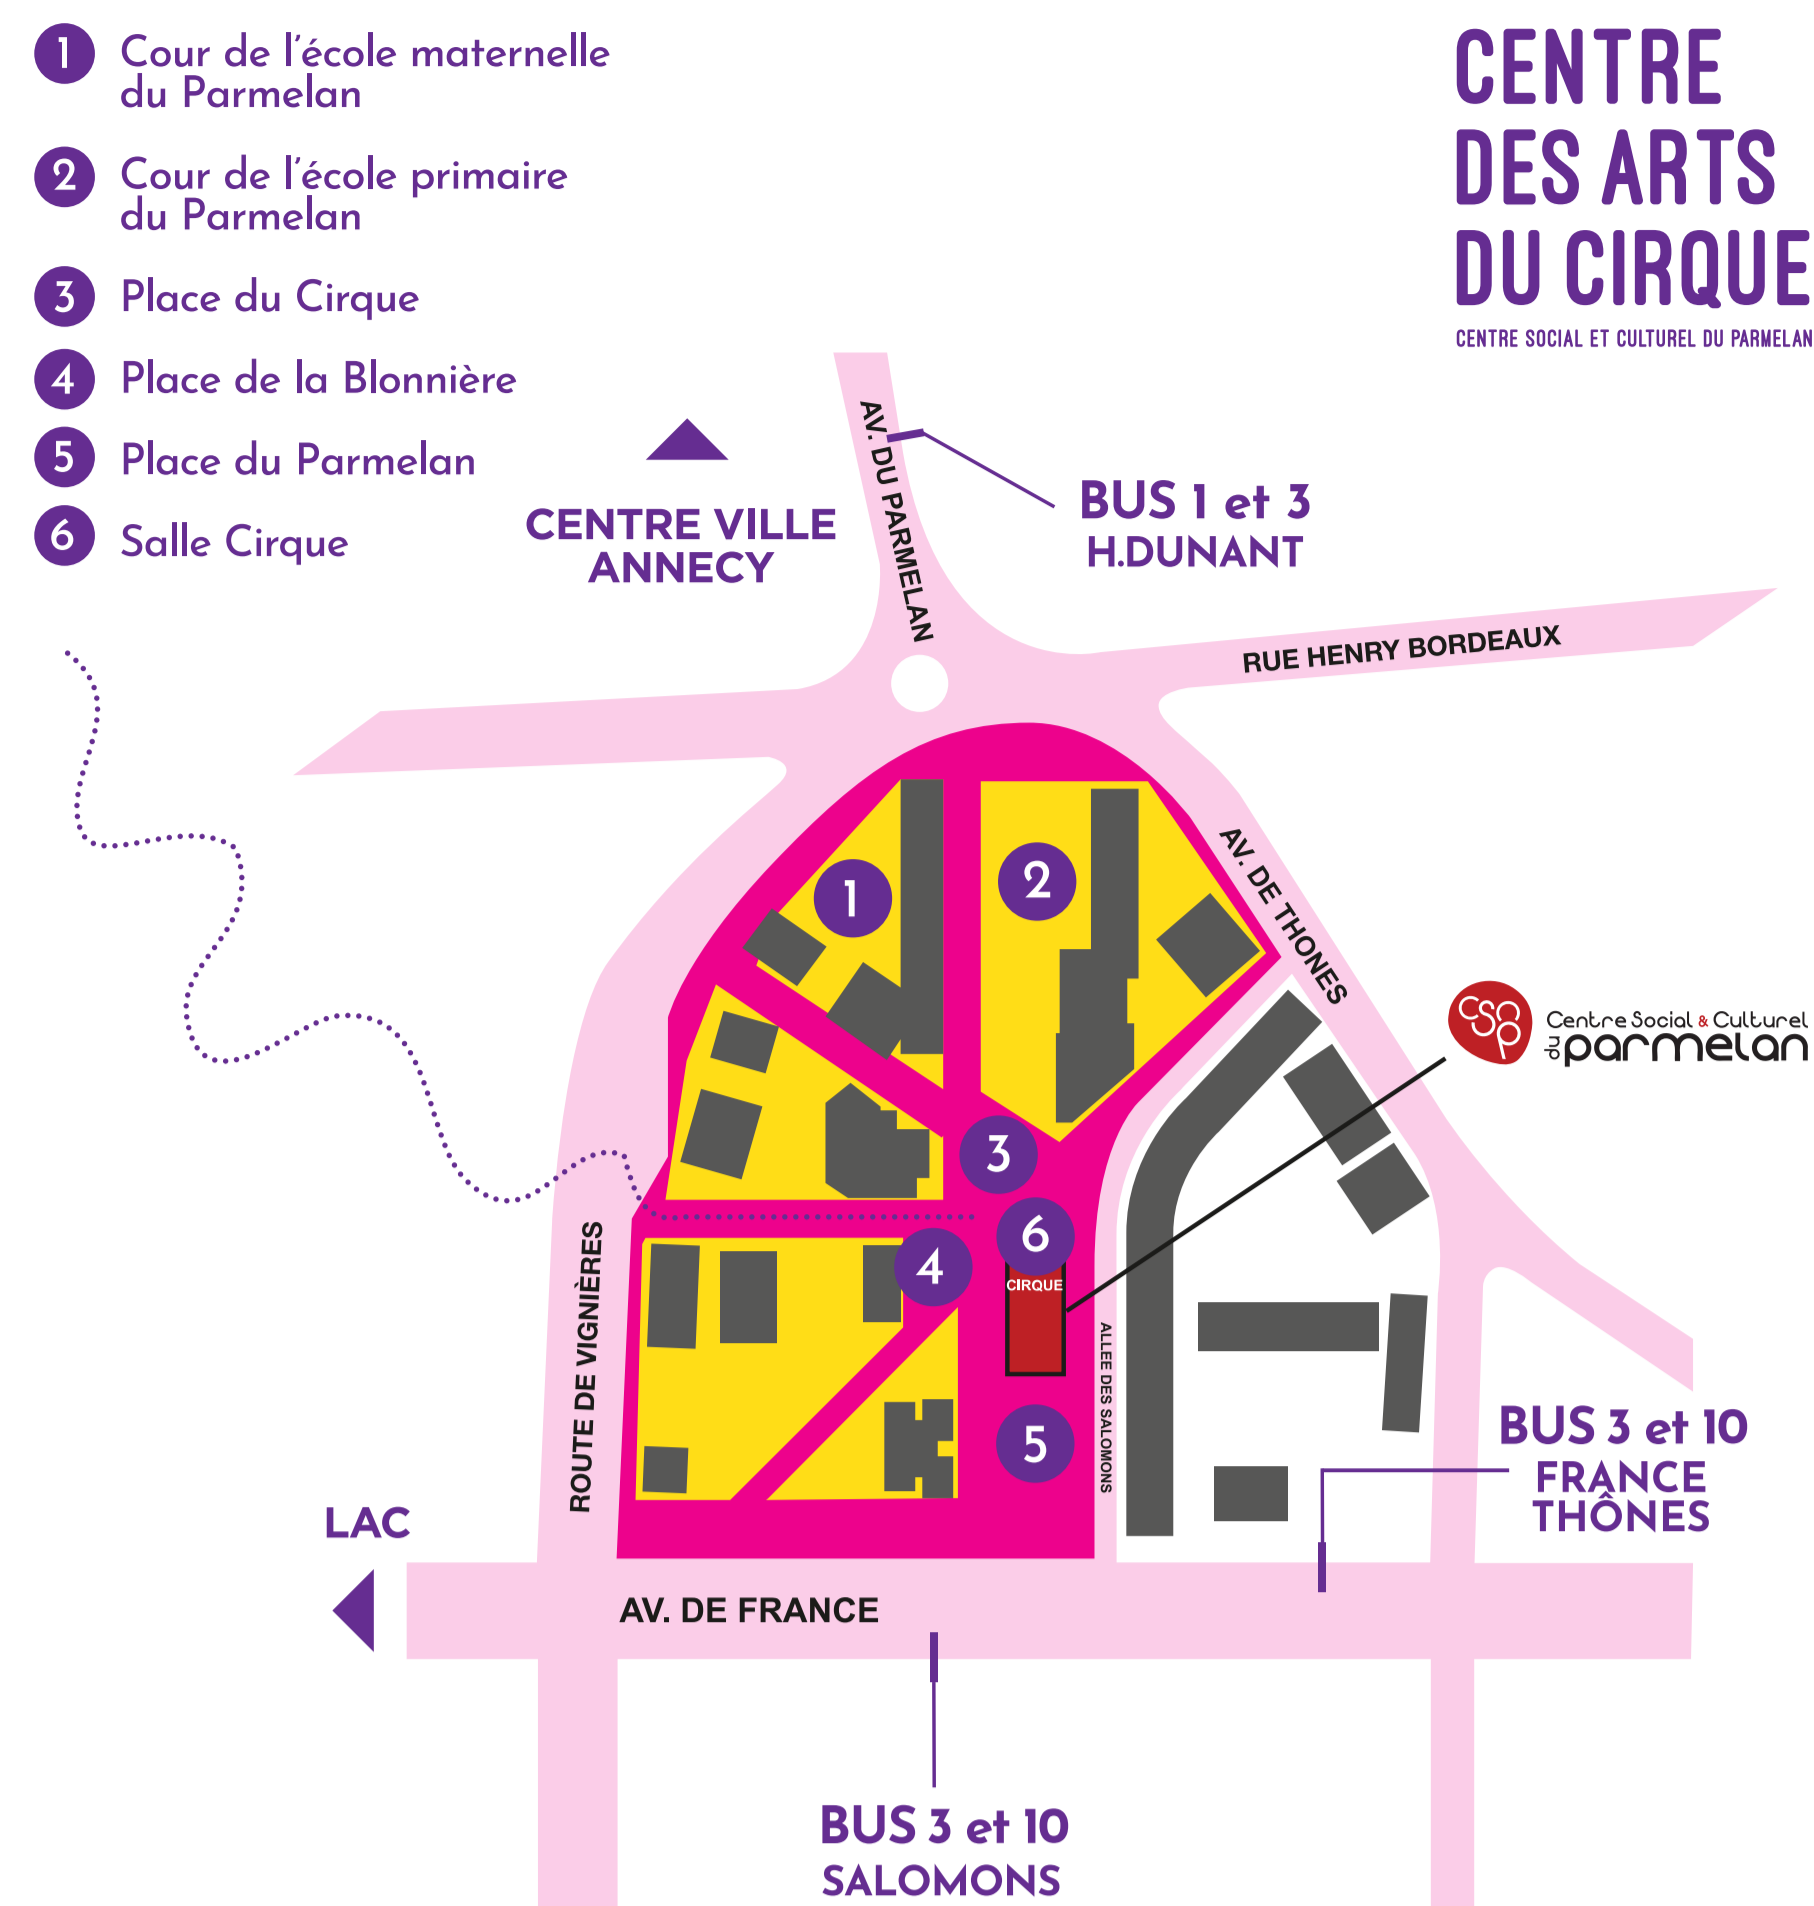 1 Cour de l'école maternelle
du Parmelan
2 Cour de l'école primaire
du Parmelan
3 Place du Cirque
4 Place de la Blonnière
5 Place du Parmelan
6 Salle Cirque
CENTRE
DES ARTS
DU CIRQUE
CENTRE SOCIAL ET CULTUREL DU PARMELAN
CENTRE VILLE
ANNECY
AV. DU PARMELAN
BUS 1 et 3
H.DUNANT
RUE HENRY BORDEAUX
1
2
AV. DE THONES
cscp
Centre Social & Culturel
du parmelan
3
6
4
CIRQUE
ROUTE DE VIGNIÈRES
ALLEE DES SALOMONS
5
BUS 3 et 10
FRANCE
THÔNES
LAC
AV. DE FRANCE
BUS 3 et 10
SALOMONS